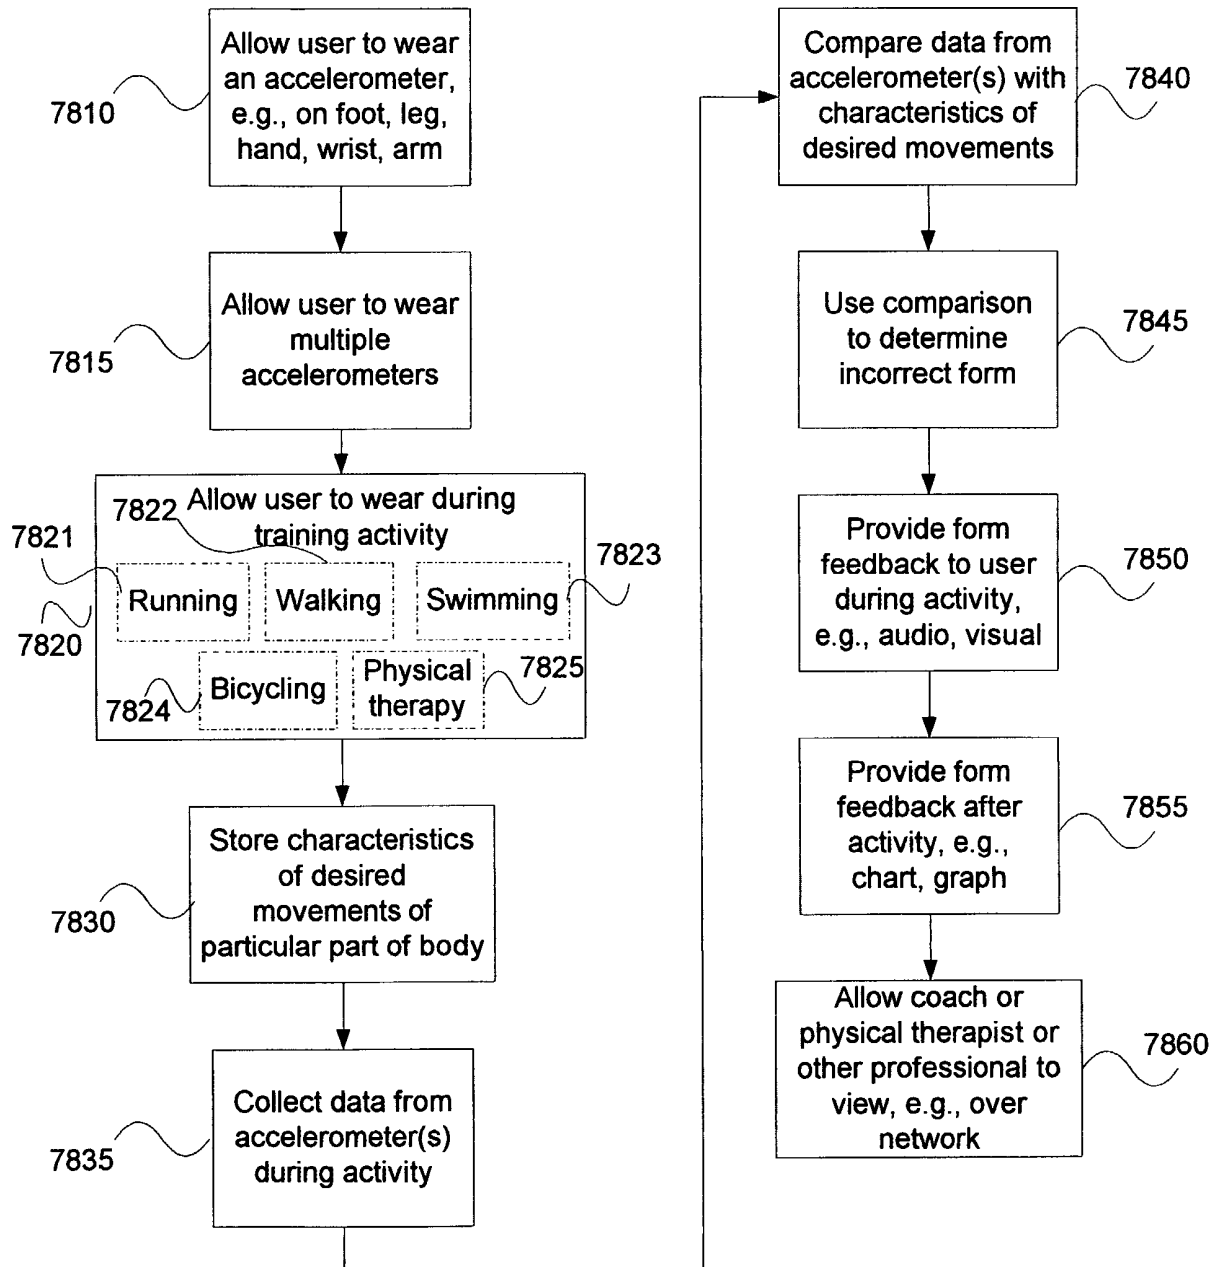 Allow user to wear
an accelerometer,
e.g., on foot, leg,
hand, wrist, arm
7810
Allow user to wear
multiple
accelerometers
7815
Allow user to wear during
training activity
7822
7821
7823
Running
Walking
Swimming
7820
Bicycling
Physical
therapy
7825
7824
Store characteristics
of desired
movements of
particular part of body
7830
Collect data from
accelerometer(s)
during activity
7835
Compare data from
accelerometer(s) with
characteristics of
desired movements
7840
Use comparison
to determine
incorrect form
7845
Provide form
feedback to user
during activity,
e.g., audio, visual
7850
Provide form
feedback after
activity, e.g.,
chart, graph
7855
Allow coach or
physical therapist or
other professional to
view, e.g., over
network
7860